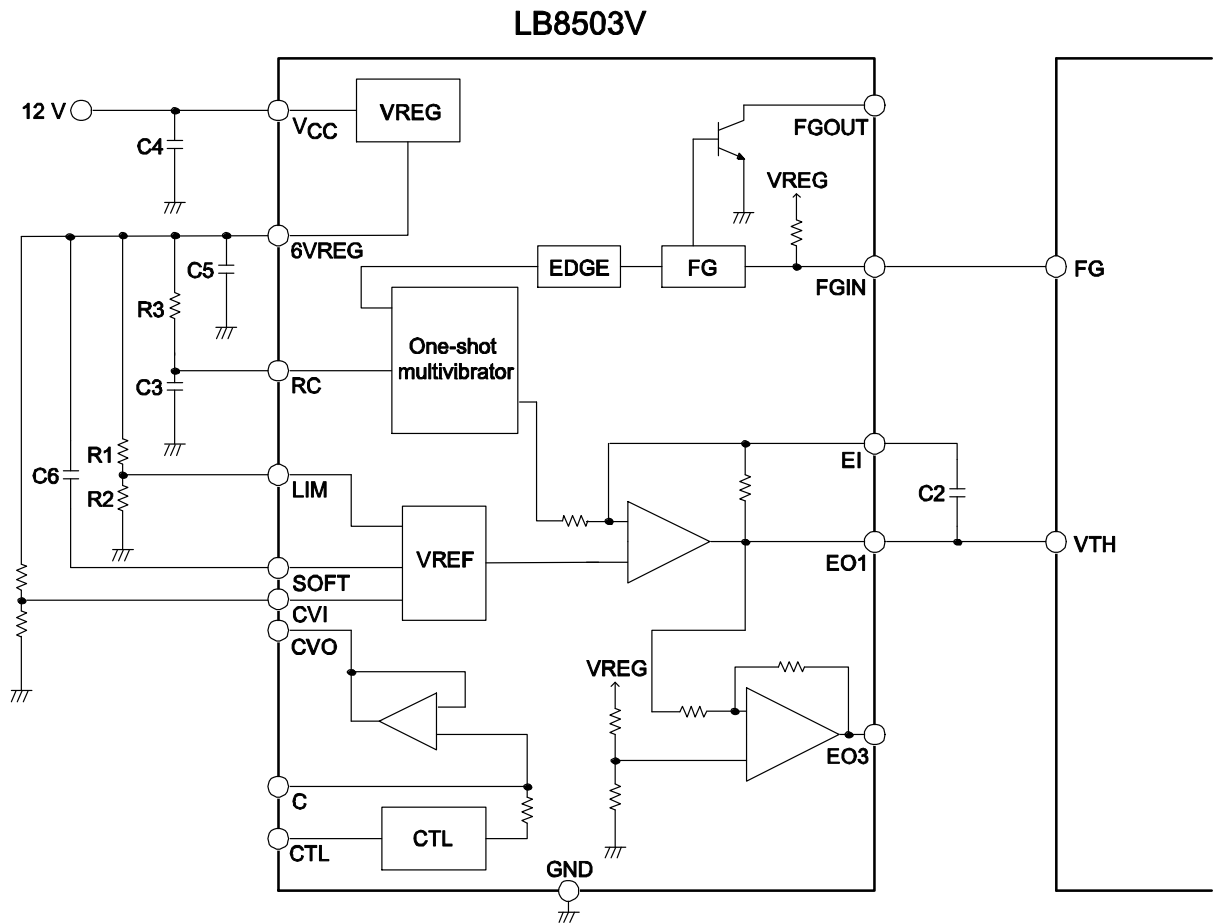 LB8503V
12 V
VCC
VREG
C4
FGOUT
VREG
6VREG
C5
EDGE
FG
FGIN
FG
R3
One-shot
multivibrator
RC
C3
R1
EI
C6
LIM
R2
C2
VREF
EO1
VTH
SOFT
CVI
CVO
VREG
EO3
C
CTL
CTL
GND